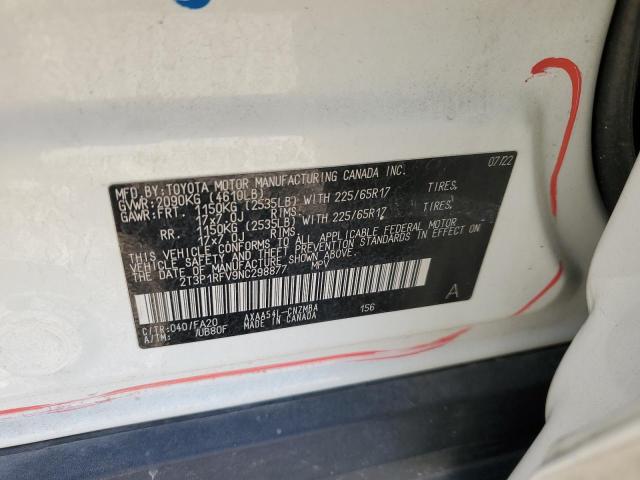 MFD. BY:TOYOTA MOTOR MANUFACTURING CANADA INC. 07/22
GVWR:2090KG (4610LB)
GAWR:FRT. 1150KG (2535LB) WITH 225/65R17 TIRES,
17x7.0J RIMS,
RR. 1150KG (2535LB) WITH 225/65R17 TIRES,
17x7.0J RIMS,
THIS VEHICLE CONFORMS TO ALL APPLICABLE FEDERAL MOTOR
VEHICLE SAFETY AND THEFT PREVENTION STANDARDS IN EFFECT
ON THE DATE OF MANUFACTURE SHOWN ABOVE.
2T3P1RFV9NC298877 MPV
A
C/TR:040/FA20 AXAA54L-CNZMBA 156
A/TM: /UB80F MADE IN CANADA